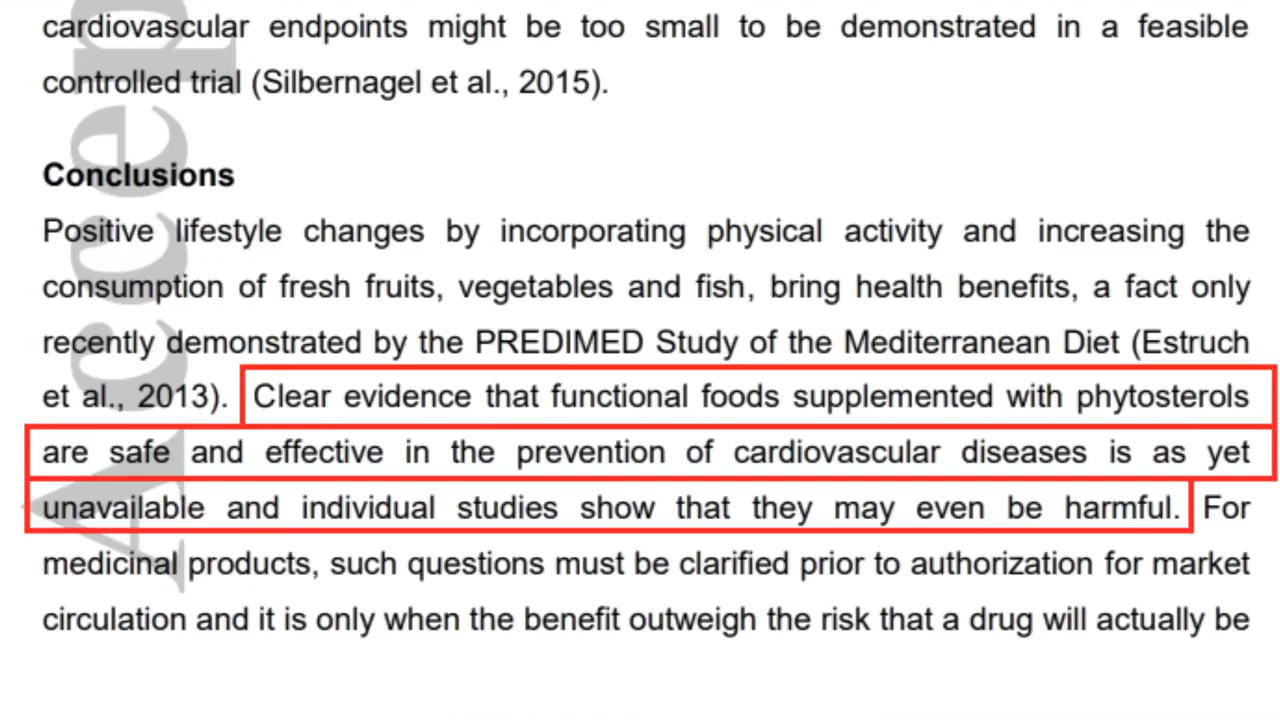 cardiovascular endpoints might be too small to be demonstrated in a feasible
controlled trial (Silbernagel et al., 2015).
Conclusions
Positive lifestyle changes by incorporating physical activity and increasing the
consumption of fresh fruits, vegetables and fish, bring health benefits, a fact only
recently demonstrated by the PREDIMED Study of the Mediterranean Diet (Estruch
et al., 2013). Clear evidence that functional foods supplemented with phytosterols
are safe and effective in the prevention of cardiovascular diseases is as yet
unavailable and individual studies show that they may even be harmful. For
medicinal products, such questions must be clarified prior to authorization for market
circulation and it is only when the benefit outweigh the risk that a drug will actually be
Accep